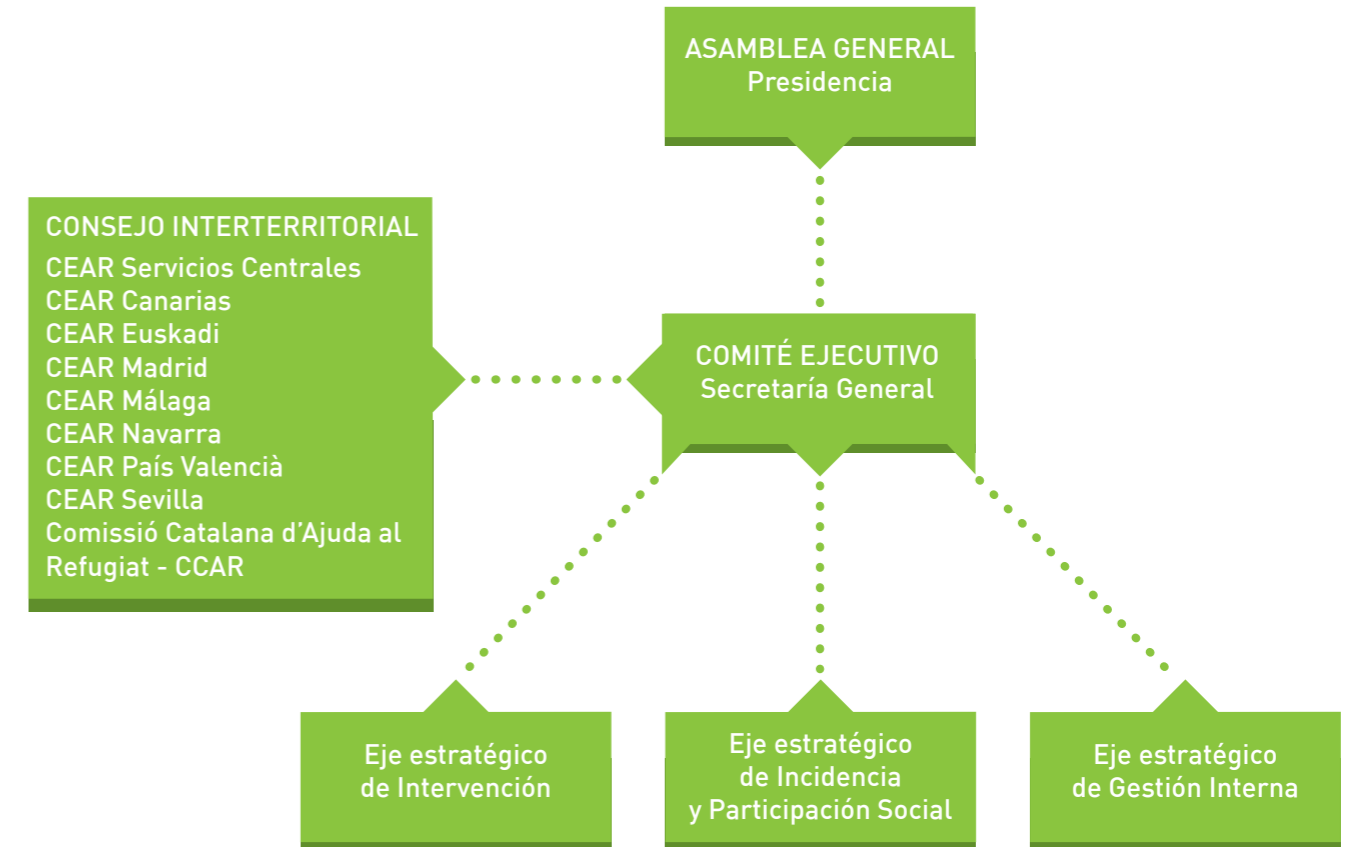 ASAMBLEA GENERAL
Presidencia
CONSEJO INTERTERRITORIAL
CEAR Servicios Centrales
CEAR Canarias
CEAR Euskadi
CEAR Madrid
CEAR Málaga
CEAR Navarra
CEAR País Valencià
CEAR Sevilla
Comissió Catalana d’Ajuda al
Refugiat - CCAR
COMITÉ EJECUTIVO
Secretaría General
Eje estratégico
de Intervención
Eje estratégico
de Incidencia
y Participación Social
Eje estratégico
de Gestión Interna